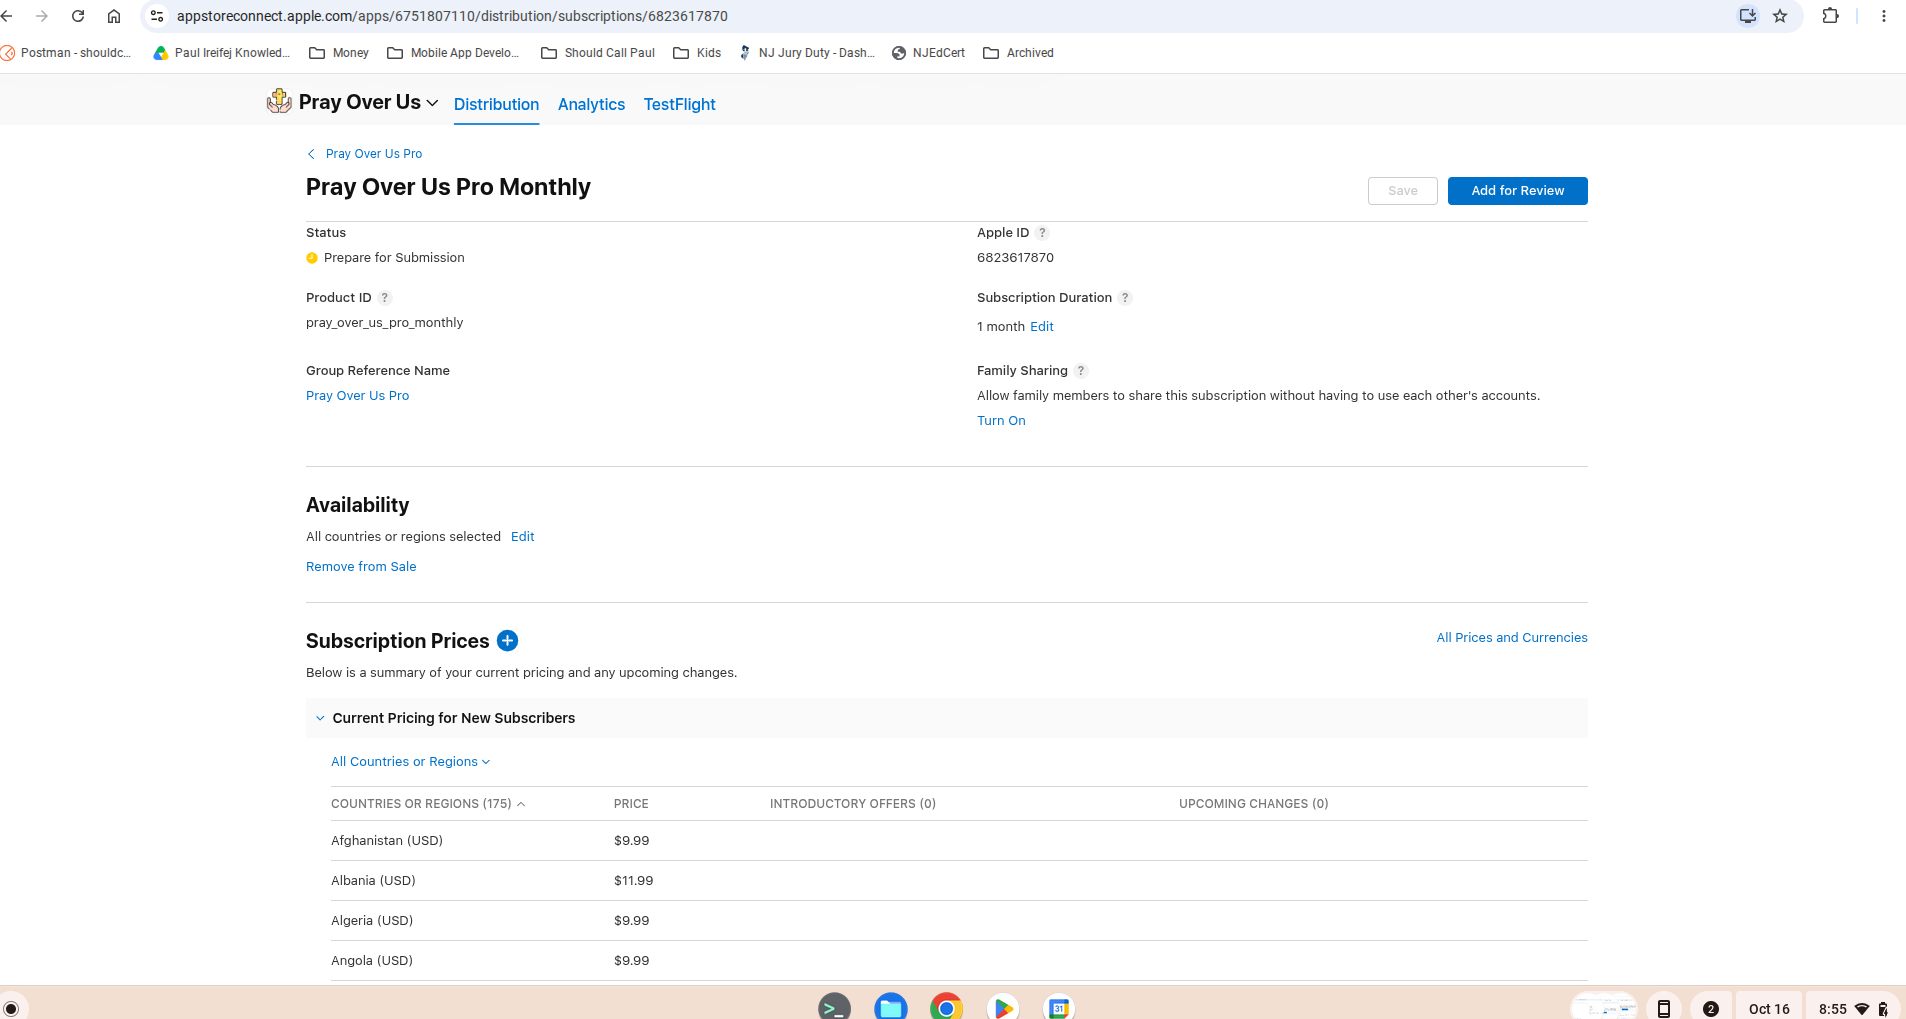 appstoreconnect.apple.com/apps/6751807110/distribution/subscriptions/6823617870
Postman - shouldc... Paul Ireifej Knowled... Money Mobile App Develo... Should Call Paul Kids NJ Jury Duty - Dash... NJEdCert Archived
Pray Over Us Distribution Analytics TestFlight
Pray Over Us Pro
Pray Over Us Pro Monthly
Save Add for Review
Status
Prepare for Submission
Apple ID ?
6823617870
Product ID ?
pray_over_us_pro_monthly
Subscription Duration ?
1 month Edit
Group Reference Name
Pray Over Us Pro
Family Sharing ?
Allow family members to share this subscription without having to use each other's accounts.
Turn On
Availability
All countries or regions selected Edit
Remove from Sale
Subscription Prices
All Prices and Currencies
Below is a summary of your current pricing and any upcoming changes.
Current Pricing for New Subscribers
All Countries or Regions
COUNTRIES OR REGIONS (175) PRICE INTRODUCTORY OFFERS (0) UPCOMING CHANGES (0)
Afghanistan (USD) $9.99
Albania (USD) $11.99
Algeria (USD) $9.99
Angola (USD) $9.99
31
2 Oct 16 8:55